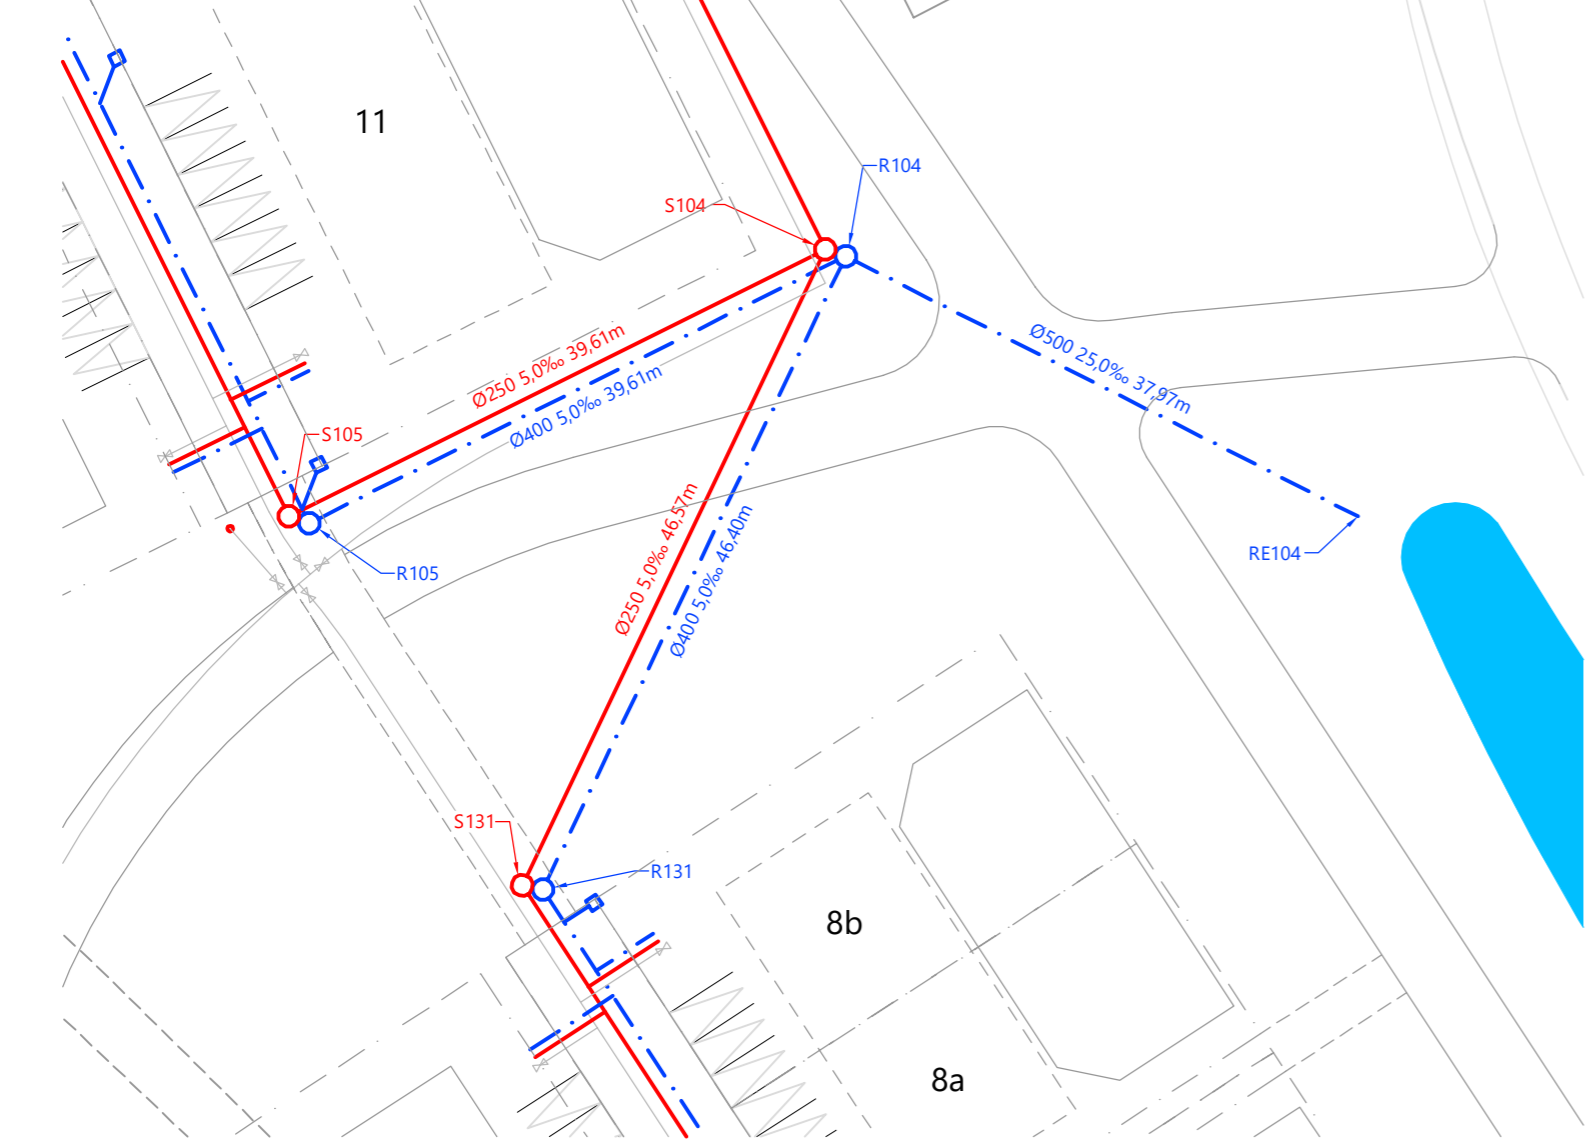 11
R104
S104
Ø250 5,0‰ 39,61m
Ø400 5,0‰ 39,61m
Ø500 25,0‰ 37,97m
S105
R105
RE104
Ø250 5,0‰ 46,57m
Ø400 5,0‰ 46,40m
S131
R131
8b
8a